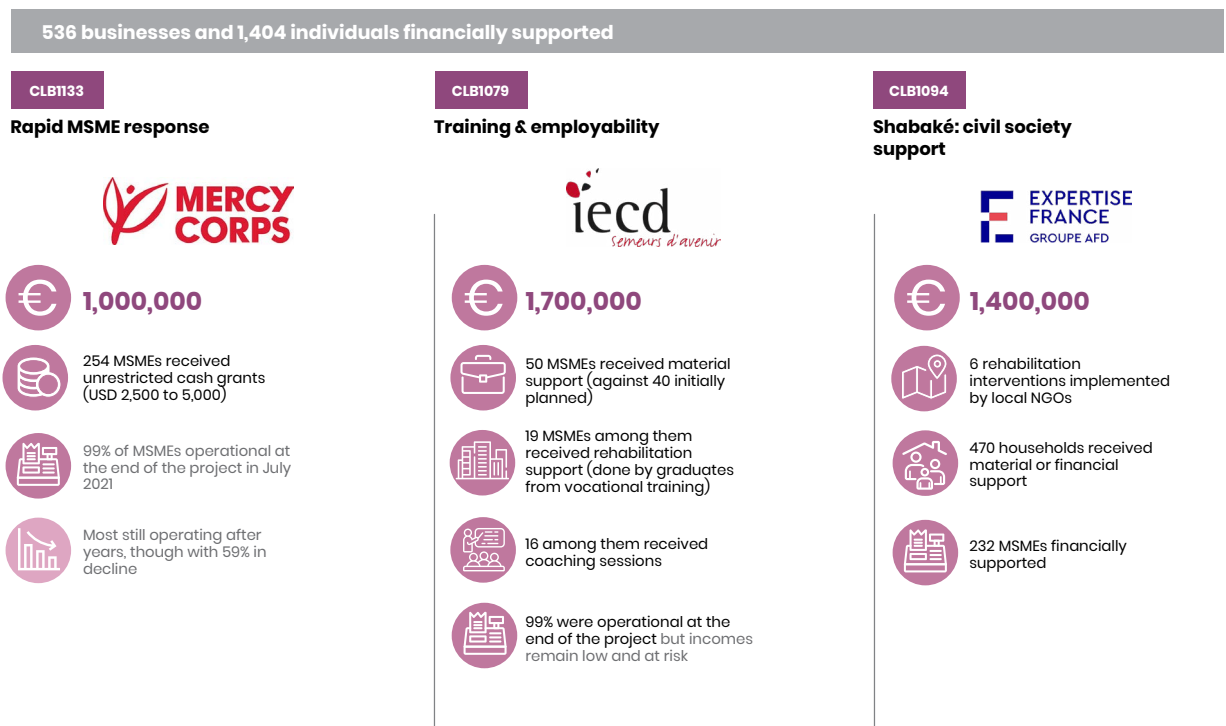 536 businesses and 1,404 individuals financially supported
CLB1133
Rapid MSME response
MERCY
CORPS
€
1,000,000
254 MSMEs received
unrestricted cash grants
(USD 2,500 to 5,000)
99% of MSMEs operational at
the end of the project in July
2021
Most still operating after
years, though with 59% in
decline
CLB1079
Training & employability
iecd
Semeurs d'avenir
€
1,700,000
50 MSMEs received material
support (against 40 initially
planned)
19 MSMEs among them
received rehabilitation
support (done by graduates
from vocational training)
16 among them received
coaching sessions
99% were operational at the
end of the project but incomes
remain low and at risk
CLB1094
Shabaké: civil society
support
EXPERTISE
FRANCE
GROUPE AFD
€
1,400,000
6 rehabilitation
interventions implemented
by local NGOs
470 households received
material or financial
support
232 MSMEs financially
supported